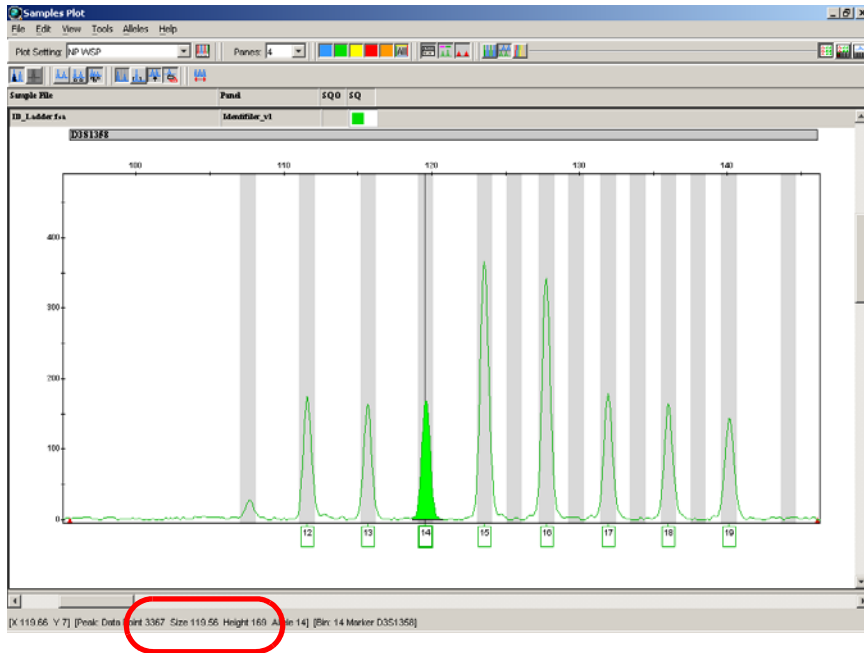 Samples Plot
File Edit View Tools Alleles Help
Plot Setting: NP WSP Panes: 4 All
Sample File Panel SQO SQ
ID_Ladder.fsa Identifiler_v1
D3S1358
100 110 120 130 140
400
300
200
100
0
12 13 14 15 16 17 18 19
[X 119.66 Y 7] [Peak: Data Point 3367 Size 119.56 Height 169 Allele 14] [Bin: 14 Marker D3S1358]